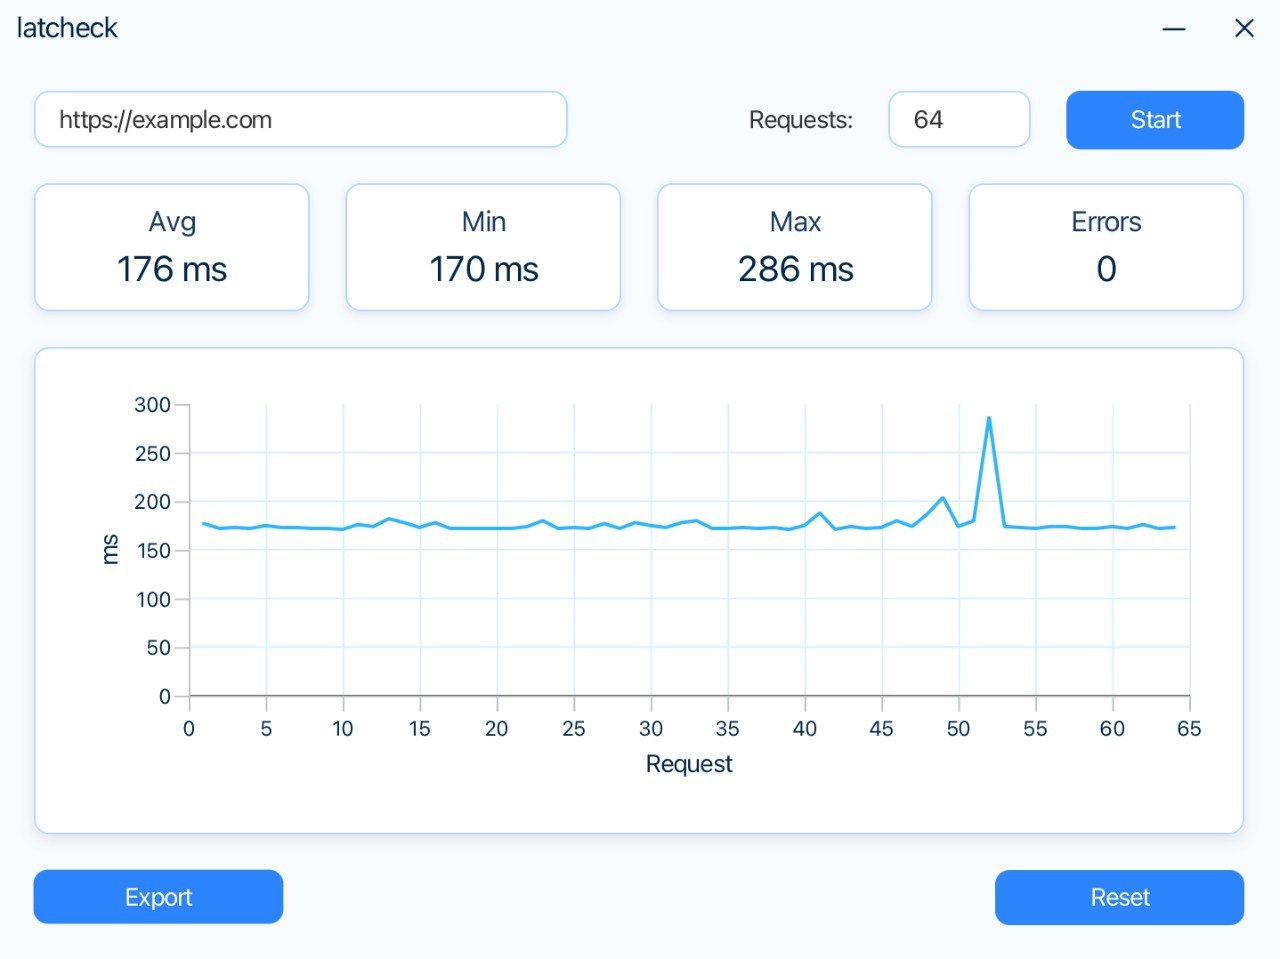 latcheck
https://example.com
Requests:
64
Start
Avg
176 ms
Min
170 ms
Max
286 ms
Errors
0
300
250
200
150
100
50
0
ms
0 5 10 15 20 25 30 35 40 45 50 55 60 65
Request
Export
Reset